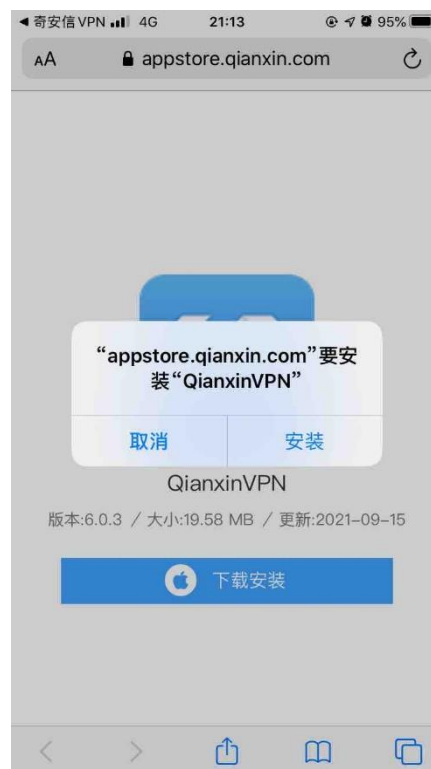 奇安信VPN 4G 21:13 95%
AA appstore.qianxin.com
“appstore.qianxin.com”要安
装“QianxinVPN”
取消 安装
QianxinVPN
版本:6.0.3 / 大小:19.58 MB / 更新:2021-09-15
下载安装